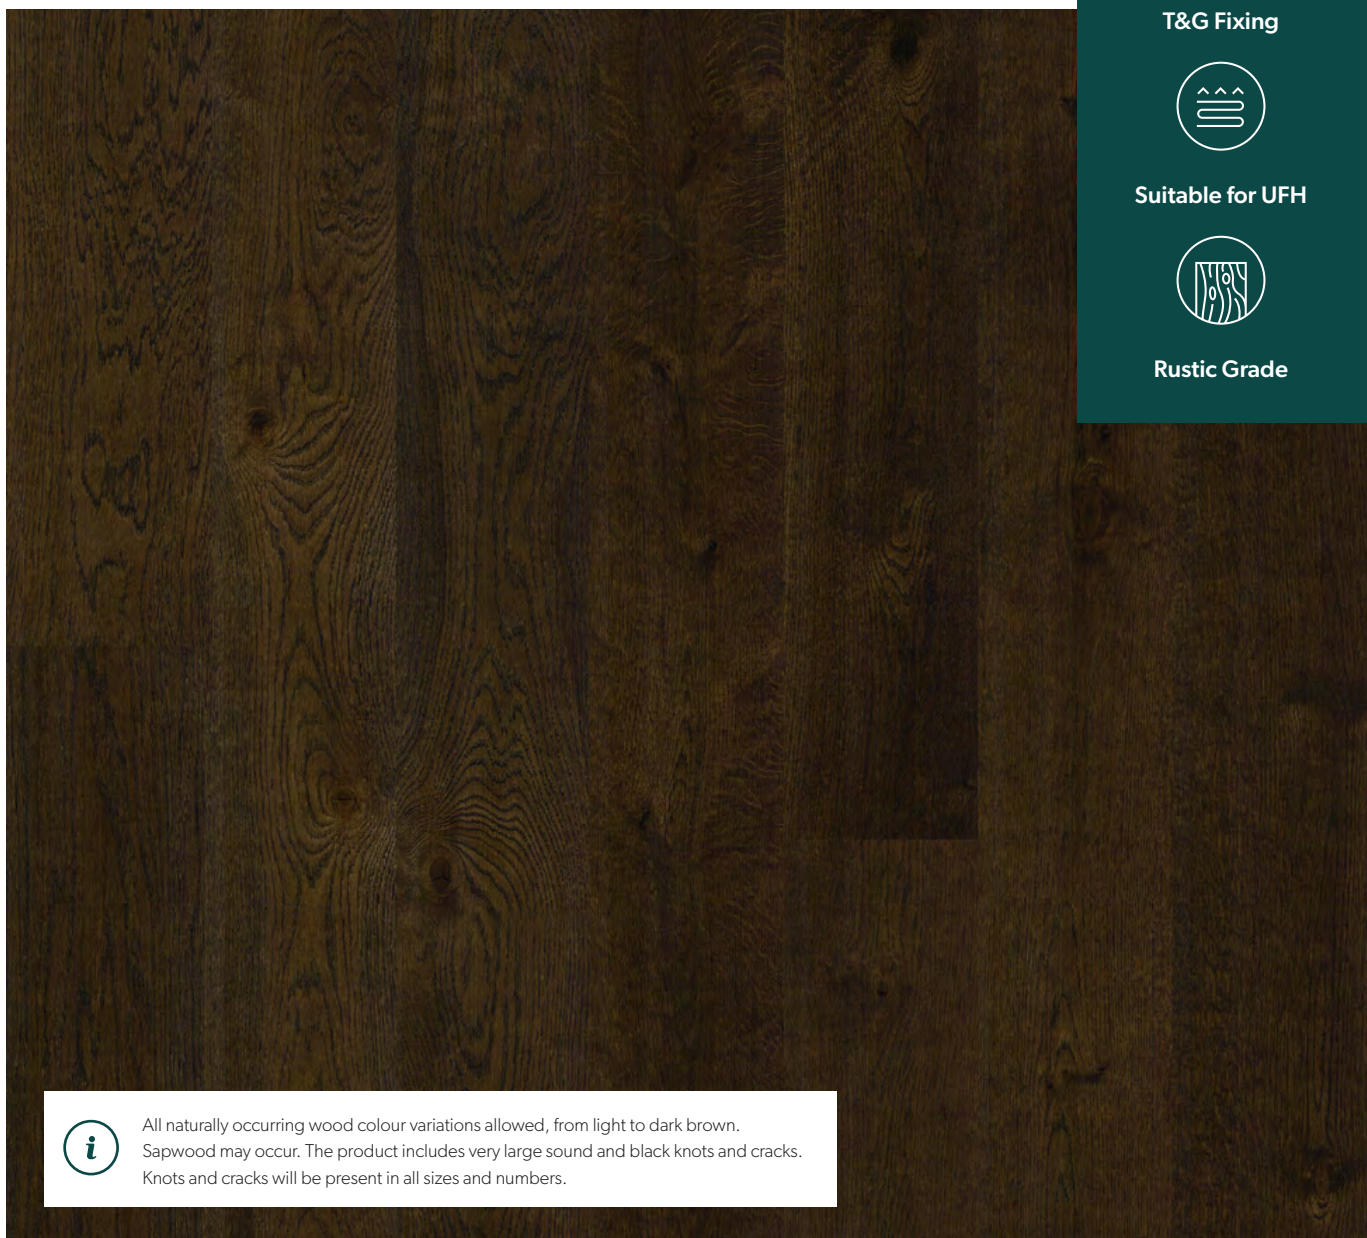 T&G Fixing
Suitable for UFH
Rustic Grade
All naturally occurring wood colour variations allowed, from light to dark brown.
Sapwood may occur. The product includes very large sound and black knots and cracks.
Knots and cracks will be present in all sizes and numbers.